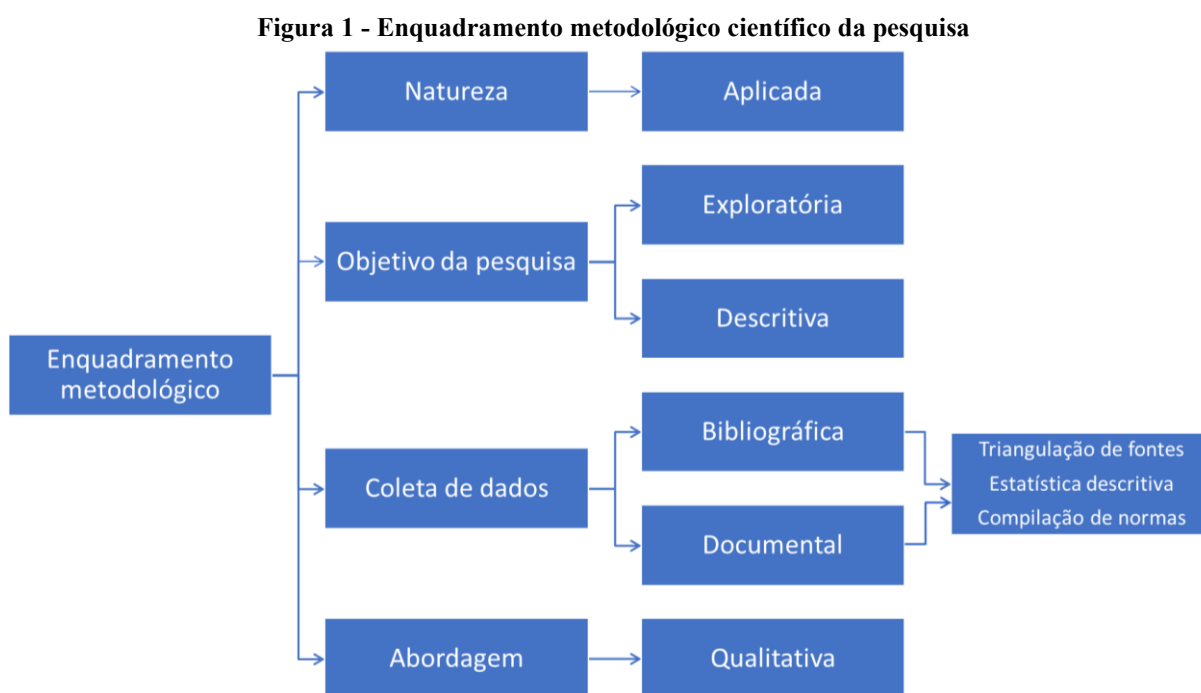 Figura 1 - Enquadramento metodológico científico da pesquisa
Natureza
Aplicada
Exploratória
Objetivo da pesquisa
Descritiva
Enquadramento
metodológico
Bibliográfica
Triangulação de fontes
Estatística descritiva
Compilação de normas
Coleta de dados
Documental
Abordagem
Qualitativa